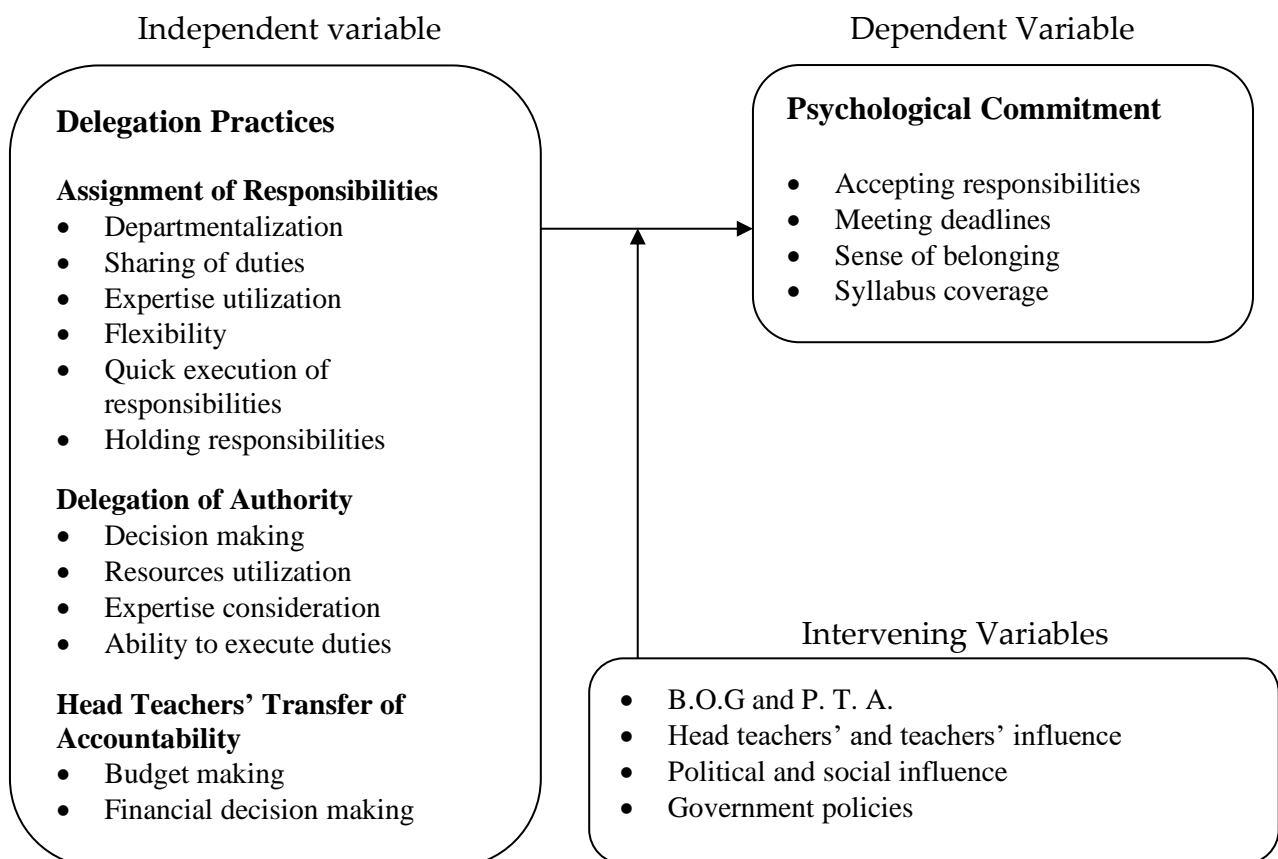 Independent variable
Delegation Practices
Assignment of Responsibilities
• Departmentalization
• Sharing of duties
• Expertise utilization
• Flexibility
• Quick execution of
responsibilities
• Holding responsibilities
Delegation of Authority
• Decision making
• Resources utilization
• Expertise consideration
• Ability to execute duties
Head Teachers’ Transfer of
Accountability
• Budget making
• Financial decision making
Dependent Variable
Psychological Commitment
• Accepting responsibilities
• Meeting deadlines
• Sense of belonging
• Syllabus coverage
Intervening Variables
• B.O.G and P. T. A.
• Head teachers’ and teachers’ influence
• Political and social influence
• Government policies